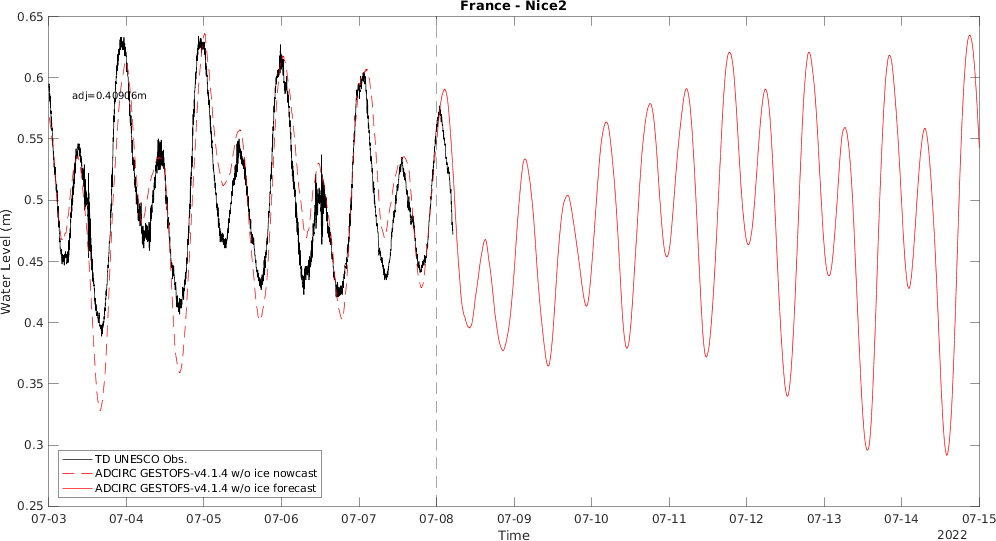 France - Nice2
0.65
0.6
0.55
0.5
0.45
0.4
0.35
0.3
0.25
Water Level (m)
adj=0.40906m
TD UNESCO Obs.
ADCIRC GESTOFS-v4.1.4 w/o ice nowcast
ADCIRC GESTOFS-v4.1.4 w/o ice forecast
07-03 07-04 07-05 07-06 07-07 07-08 07-09 07-10 07-11 07-12 07-13 07-14 07-15
Time
2022